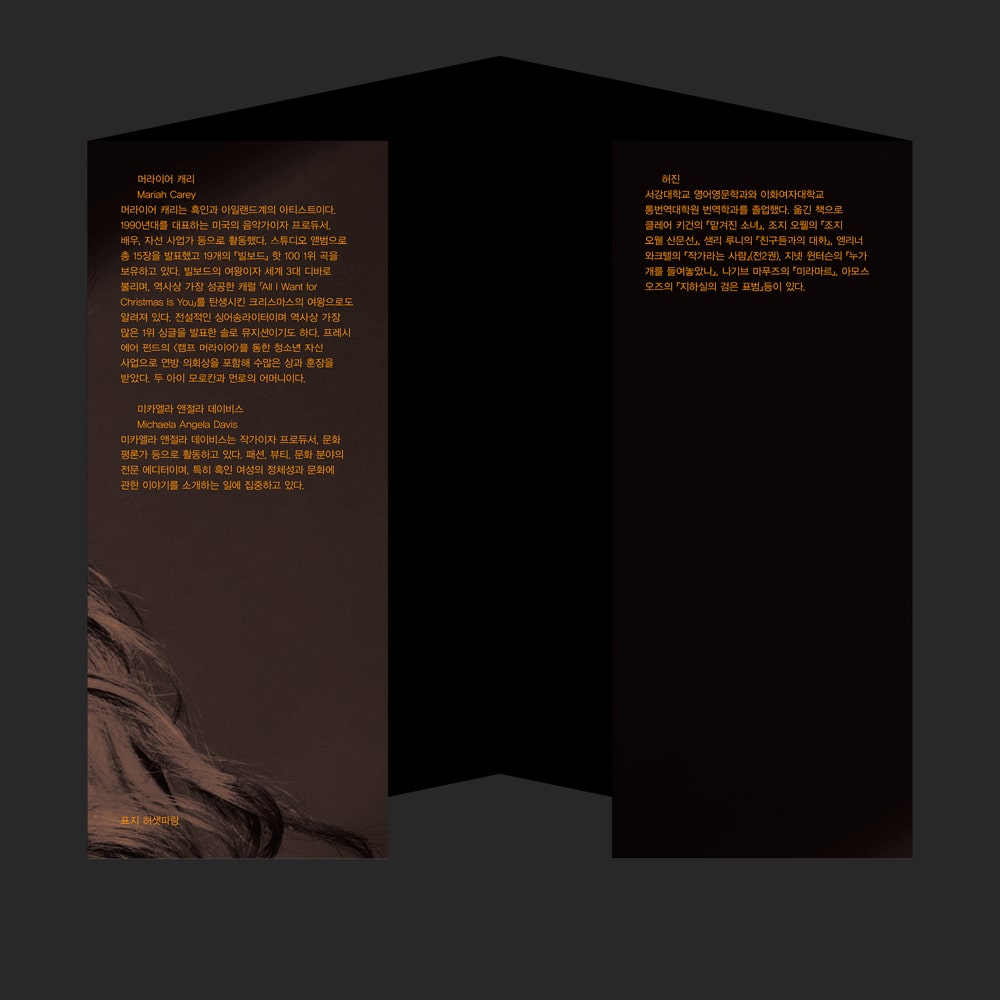 머라이어 캐리
Mariah Carey
머라이어 캐리는 흑인과 아일랜드계의 아티스트이다.
1990년대를 대표하는 미국의 음악가이자 프로듀서,
배우, 자선 사업가 등으로 활동했다. 스튜디오 앨범으로
총 15장을 발표했고 19개의 『빌보드』 핫 100 1위 곡을
보유하고 있다. 빌보드의 여왕이자 세계 3대 디바로
불리며, 역사상 가장 성공한 캐럴 「All I Want for
Christmas Is You」를 탄생시킨 크리스마스의 여왕으로도
알려져 있다. 전설적인 싱어송라이터이며 역사상 가장
많은 1위 싱글을 발표한 솔로 뮤지션이기도 하다. 프레시
에어 펀드의 〈캠프 머라이어〉를 통한 청소년 자선
사업으로 연방 의회상을 포함해 수많은 상과 훈장을
받았다. 두 아이 모로칸과 먼로의 어머니이다.
미카엘라 앤절라 데이비스
Michaela Angela Davis
미카엘라 앤절라 데이비스는 작가이자 프로듀서, 문화
평론가 등으로 활동하고 있다. 패션, 뷰티, 문화 분야의
전문 에디터이며, 특히 흑인 여성의 정체성과 문화에
관한 이야기를 소개하는 일에 집중하고 있다.
표지 허샛파랑
허진
서강대학교 영어영문학과와 이화여자대학교
통번역대학원 번역학과를 졸업했다. 옮긴 책으로
클레어 키건의 『맡겨진 소녀』, 조지 오웰의 『조지
오웰 산문선』, 샐리 루니의 『친구들과의 대화』, 엘리너
와크텔의 『작가라는 사람』(전2권), 지넷 윈터슨의 『누가
개를 들여놓았나』, 나기브 마푸즈의 『미라마르』, 아모스
오즈의 『지하실의 검은 표범』 등이 있다.